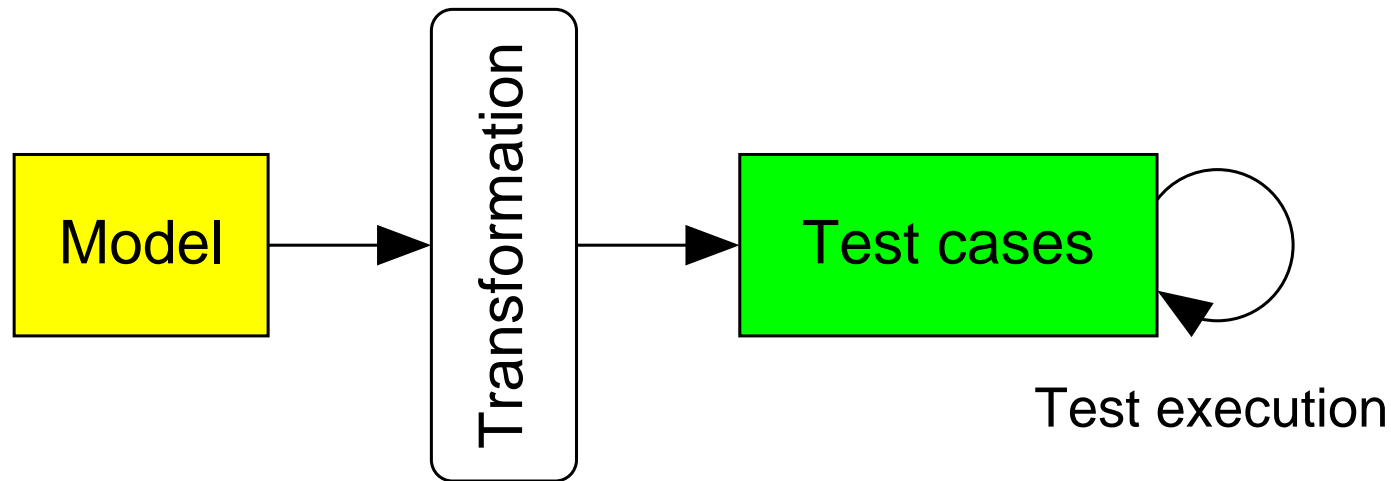 Model
Transformation
Test cases
Test execution